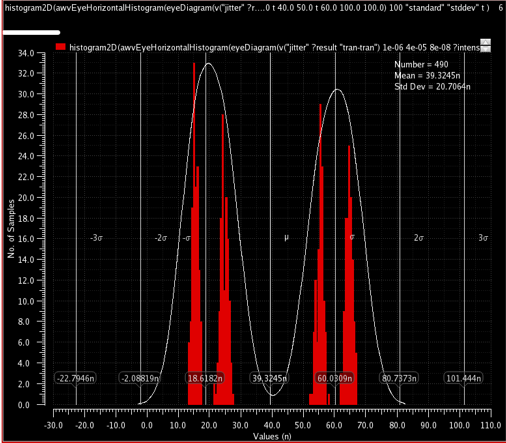 histogram2D(awvEyeHorizontalHistogram(eyeDiagram(v("jitter" ?r....0 t 40.0 50.0 t 60.0 100.0 100.0) 100 "standard" "stddev" t ) 6
histogram2D(awvEyeHorizontalHistogram(eyeDiagram(v("jitter" ?result "tran-tran") 1e-06 4e-05 8e-08 ?intens
Number = 490
Mean = 39.3245n
Std Dev = 20.7064n
34.0
32.0
30.0
28.0
26.0
24.0
22.0
20.0
18.0
16.0
14.0
12.0
10.0
8.0
6.0
4.0
2.0
0.0
No. of Samples
-3σ -2σ -σ μ σ 2σ 3σ
-22.7946n -2.08819n 18.6182n 39.3245n 60.0309n 80.7373n 101.444n
-30.0 -20.0 -10.0 0.0 10.0 20.0 30.0 40.0 50.0 60.0 70.0 80.0 90.0 100.0 110.0
Values (n)